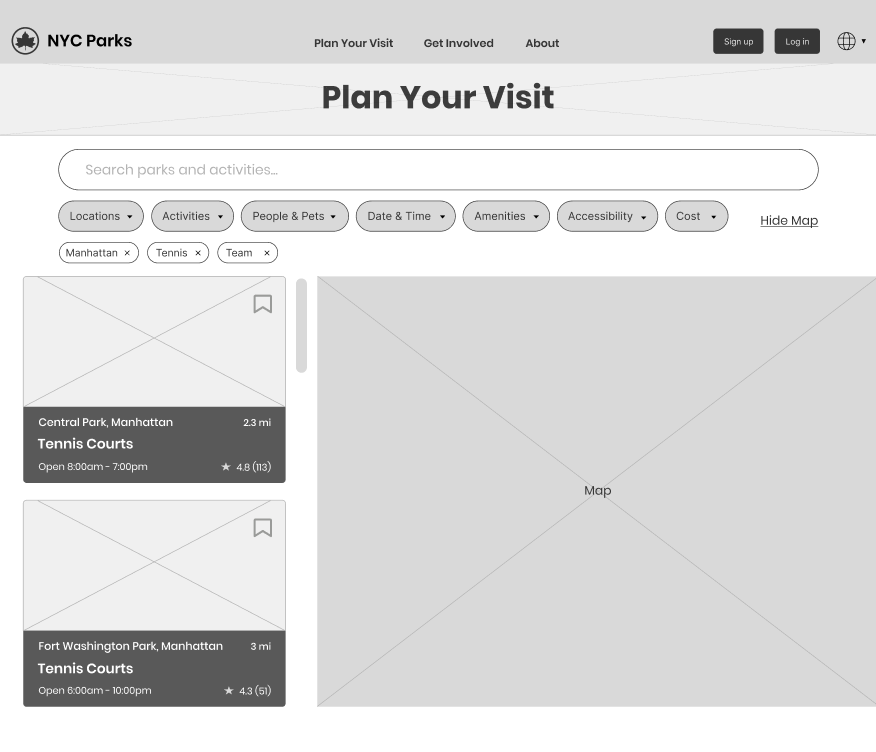 NYC Parks
Plan Your Visit Get Involved About
Sign up Log in
Plan Your Visit
Search parks and activities...
Locations Activities People & Pets Date & Time Amenities Accessibility Cost
Hide Map
Manhattan × Tennis × Team ×
Central Park, Manhattan 2.3 mi
Tennis Courts
Open 8:00am - 7:00pm ★ 4.8 (113)
Map
Fort Washington Park, Manhattan 3 mi
Tennis Courts
Open 6:00am - 10:00pm ★ 4.3 (51)